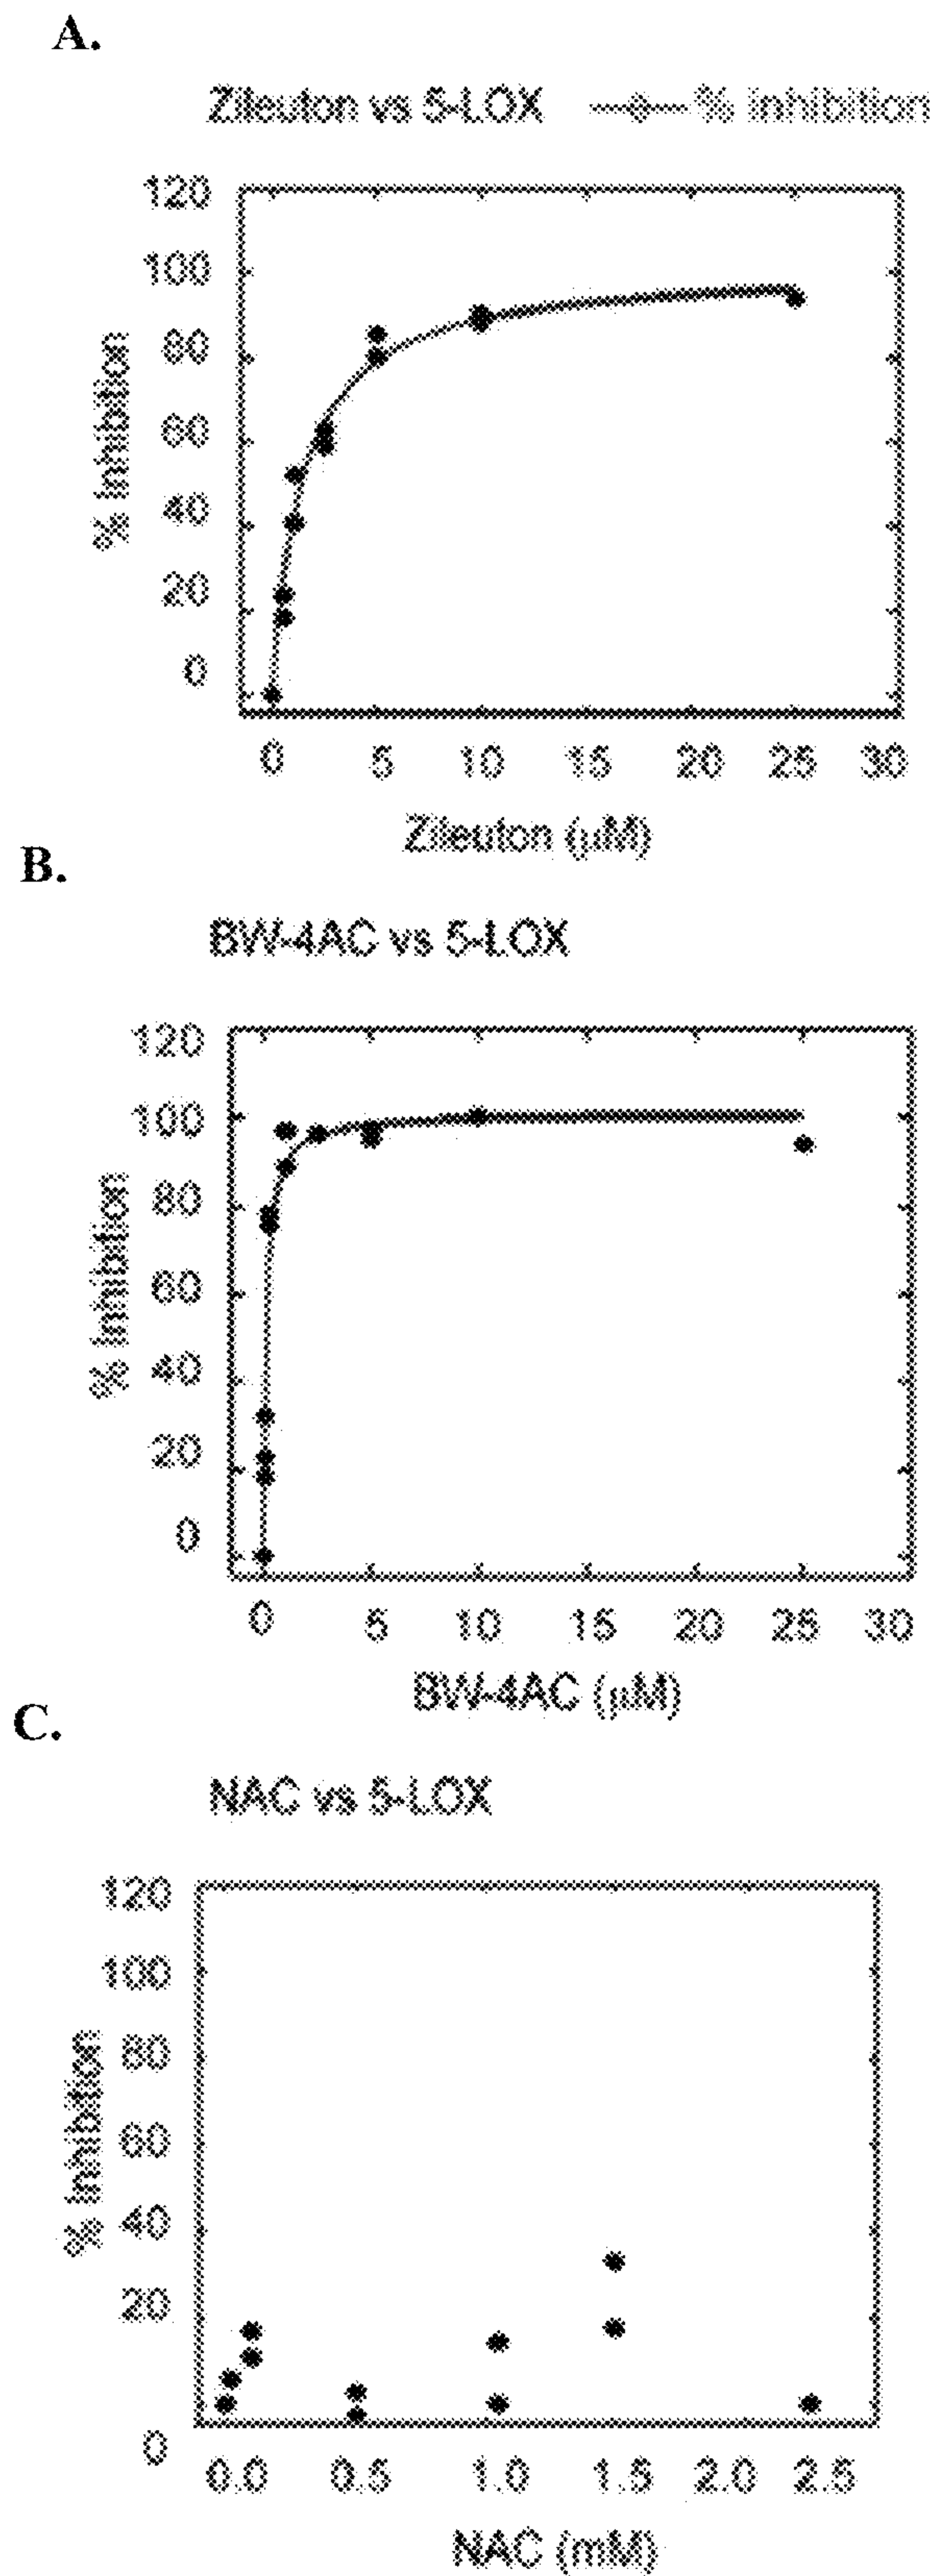 A.
Zileuton vs 5-LOX % inhibition
120
100
80
60
40
20
0
% Inhibition
0 5 10 15 20 25 30
Zileuton (μM)
B.
BW-4AC vs 5-LOX
120
100
80
60
40
20
0
% Inhibition
0 5 10 15 20 25 30
BW-4AC (μM)
C.
NAC vs 5-LOX
120
100
80
60
40
20
0
% Inhibition
0.0 0.5 1.0 1.5 2.0 2.5
NAC (mM)